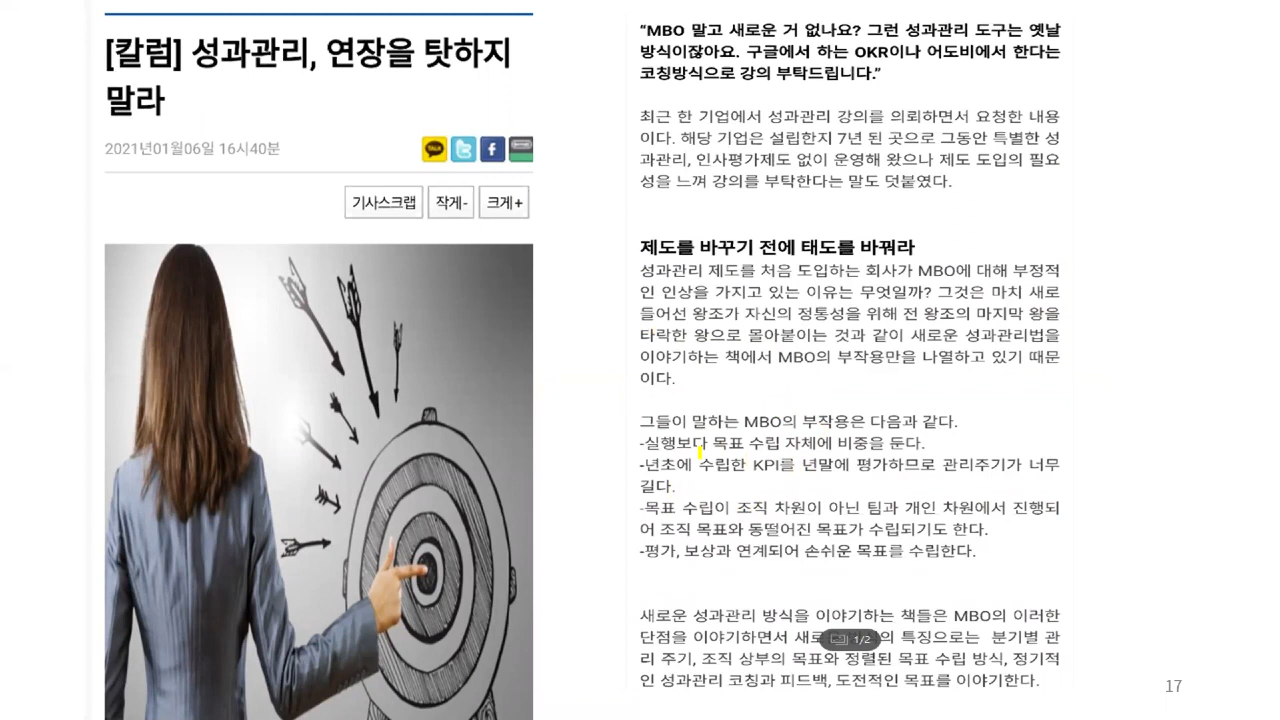 [칼럼] 성과관리, 연장을 탓하지
말라
2021년01월06일 16시40분
TALK
기사스크랩 작게- 크게+
“MBO 말고 새로운 거 없나요? 그런 성과관리 도구는 옛날
방식이잖아요. 구글에서 하는 OKR이나 어도비에서 한다는
코칭방식으로 강의 부탁드립니다.”
최근 한 기업에서 성과관리 강의를 의뢰하면서 요청한 내용
이다. 해당 기업은 설립한지 7년 된 곳으로 그동안 특별한 성
과관리, 인사평가제도 없이 운영해 왔으나 제도 도입의 필요
성을 느껴 강의를 부탁한다는 말도 덧붙였다.
제도를 바꾸기 전에 태도를 바꿔라
성과관리 제도를 처음 도입하는 회사가 MBO에 대해 부정적
인 인상을 가지고 있는 이유는 무엇일까? 그것은 마치 새로
들어선 왕조가 자신의 정통성을 위해 전 왕조의 마지막 왕을
타락한 왕으로 몰아붙이는 것과 같이 새로운 성과관리법을
이야기하는 책에서 MBO의 부작용만을 나열하고 있기 때문
이다.
그들이 말하는 MBO의 부작용은 다음과 같다.
-실행보다 목표 수립 자체에 비중을 둔다.
-년초에 수립한 KPI를 년말에 평가하므로 관리주기가 너무
길다.
-목표 수립이 조직 차원이 아닌 팀과 개인 차원에서 진행되
어 조직 목표와 동떨어진 목표가 수립되기도 한다.
-평가, 보상과 연계되어 손쉬운 목표를 수립한다.
새로운 성과관리 방식을 이야기하는 책들은 MBO의 이러한
단점을 이야기하면서 새로 의 특징으로는 분기별 관
1/2
리 주기, 조직 상부의 목표와 정렬된 목표 수립 방식, 정기적
인 성과관리 코칭과 피드백, 도전적인 목표를 이야기한다.
17